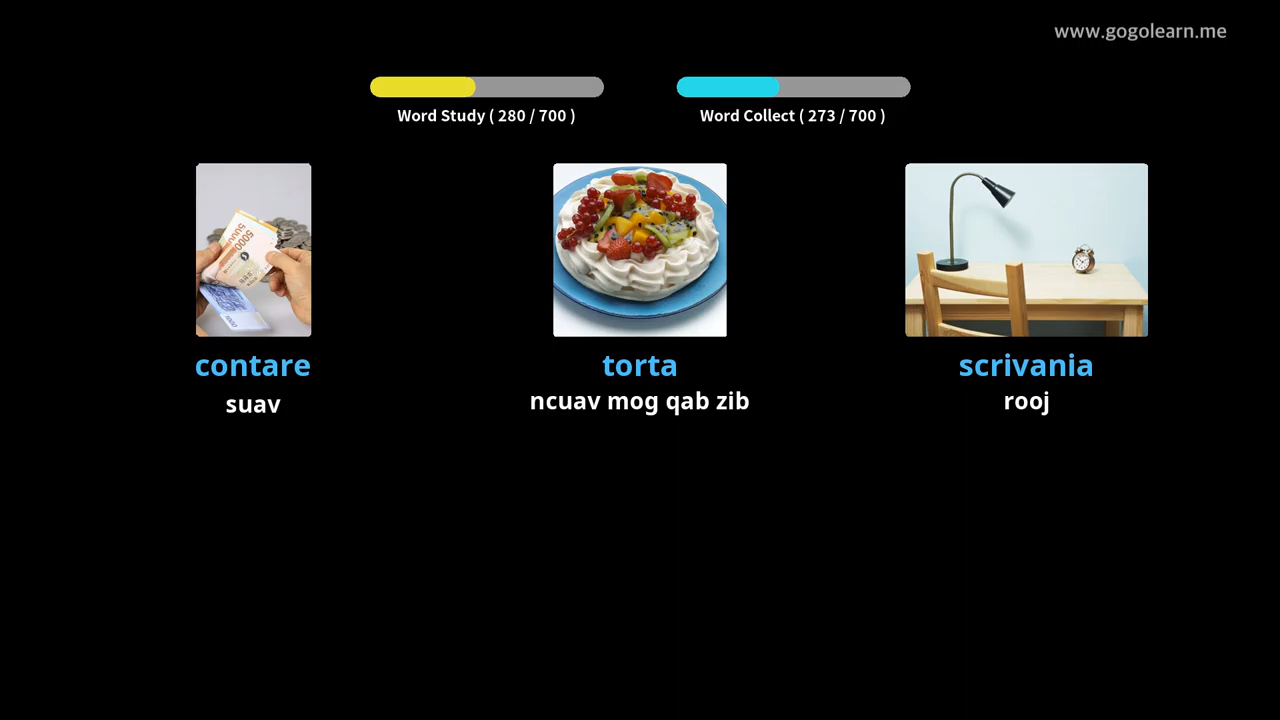 www.gogolearn.me
Word Study ( 280 / 700 )
Word Collect ( 273 / 700 )
contare
suav
torta
ncuav mog qab zib
scrivania
rooj